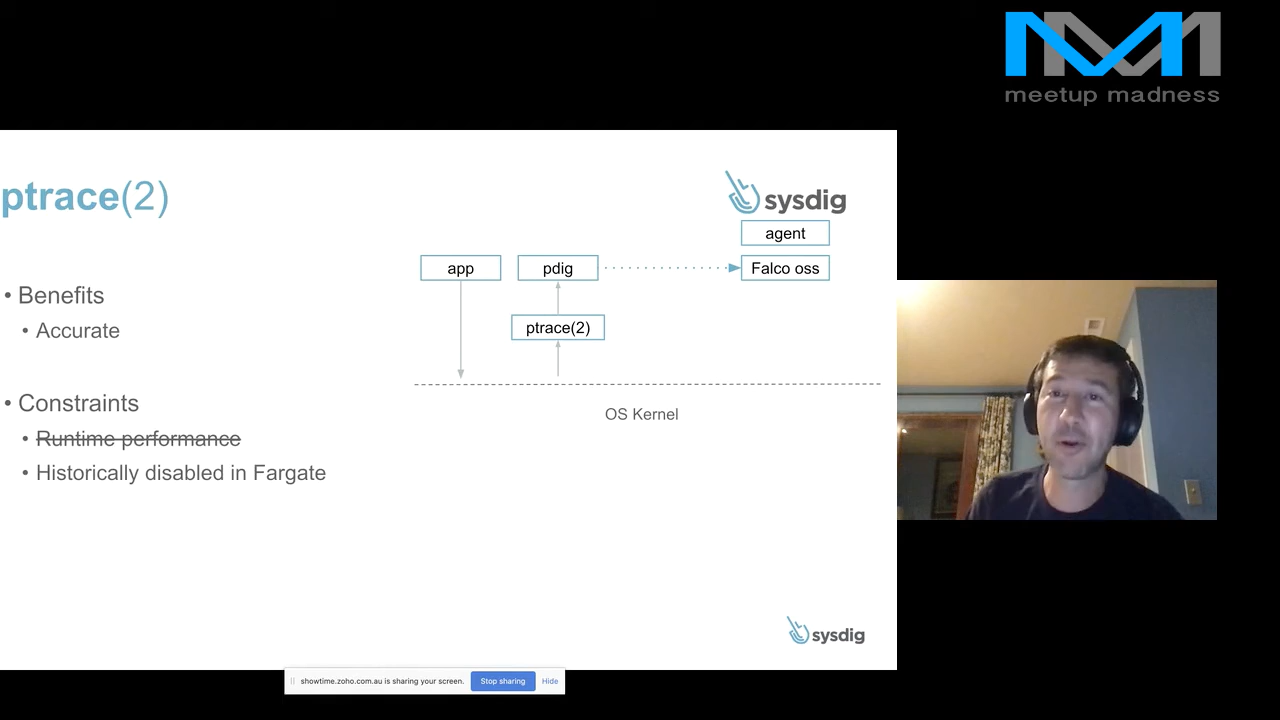 meetup madness
ptrace(2)
sysdig
agent
app
pdig
Falco oss
• Benefits
• Accurate
ptrace(2)
• Constraints
• Runtime performance
• Historically disabled in Fargate
OS Kernel
sysdig
showtime.zoho.com.au is sharing your screen.
Stop sharing
Hide